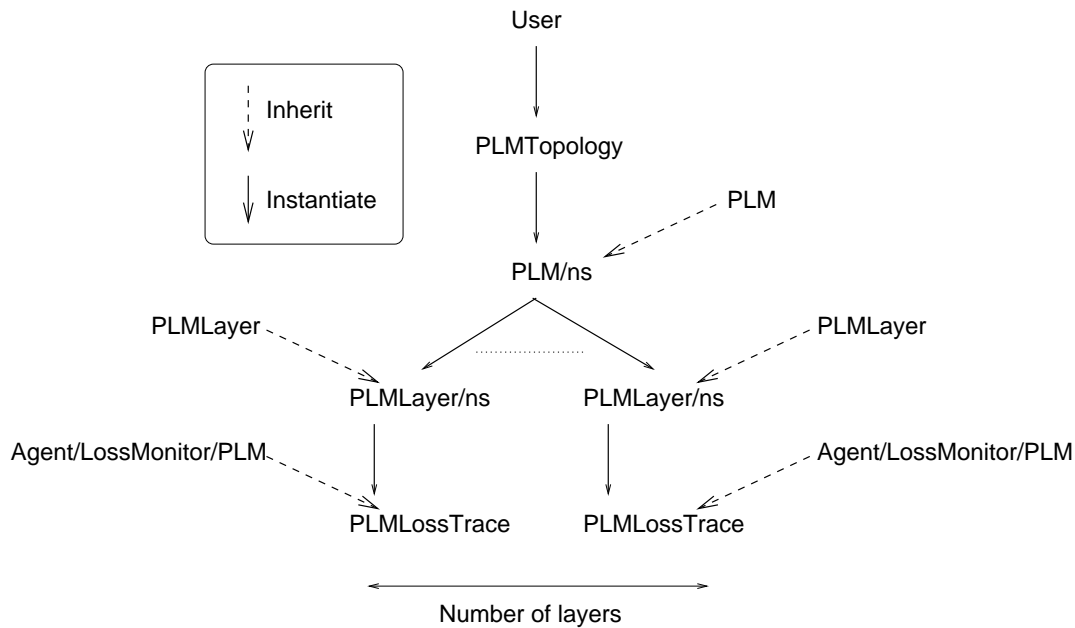 User
Inherit
PLMTopology
Instantiate
PLM
PLM/ns
PLMLayer
PLMLayer
PLMLayer/ns
PLMLayer/ns
Agent/LossMonitor/PLM
Agent/LossMonitor/PLM
PLMLossTrace
PLMLossTrace
Number of layers